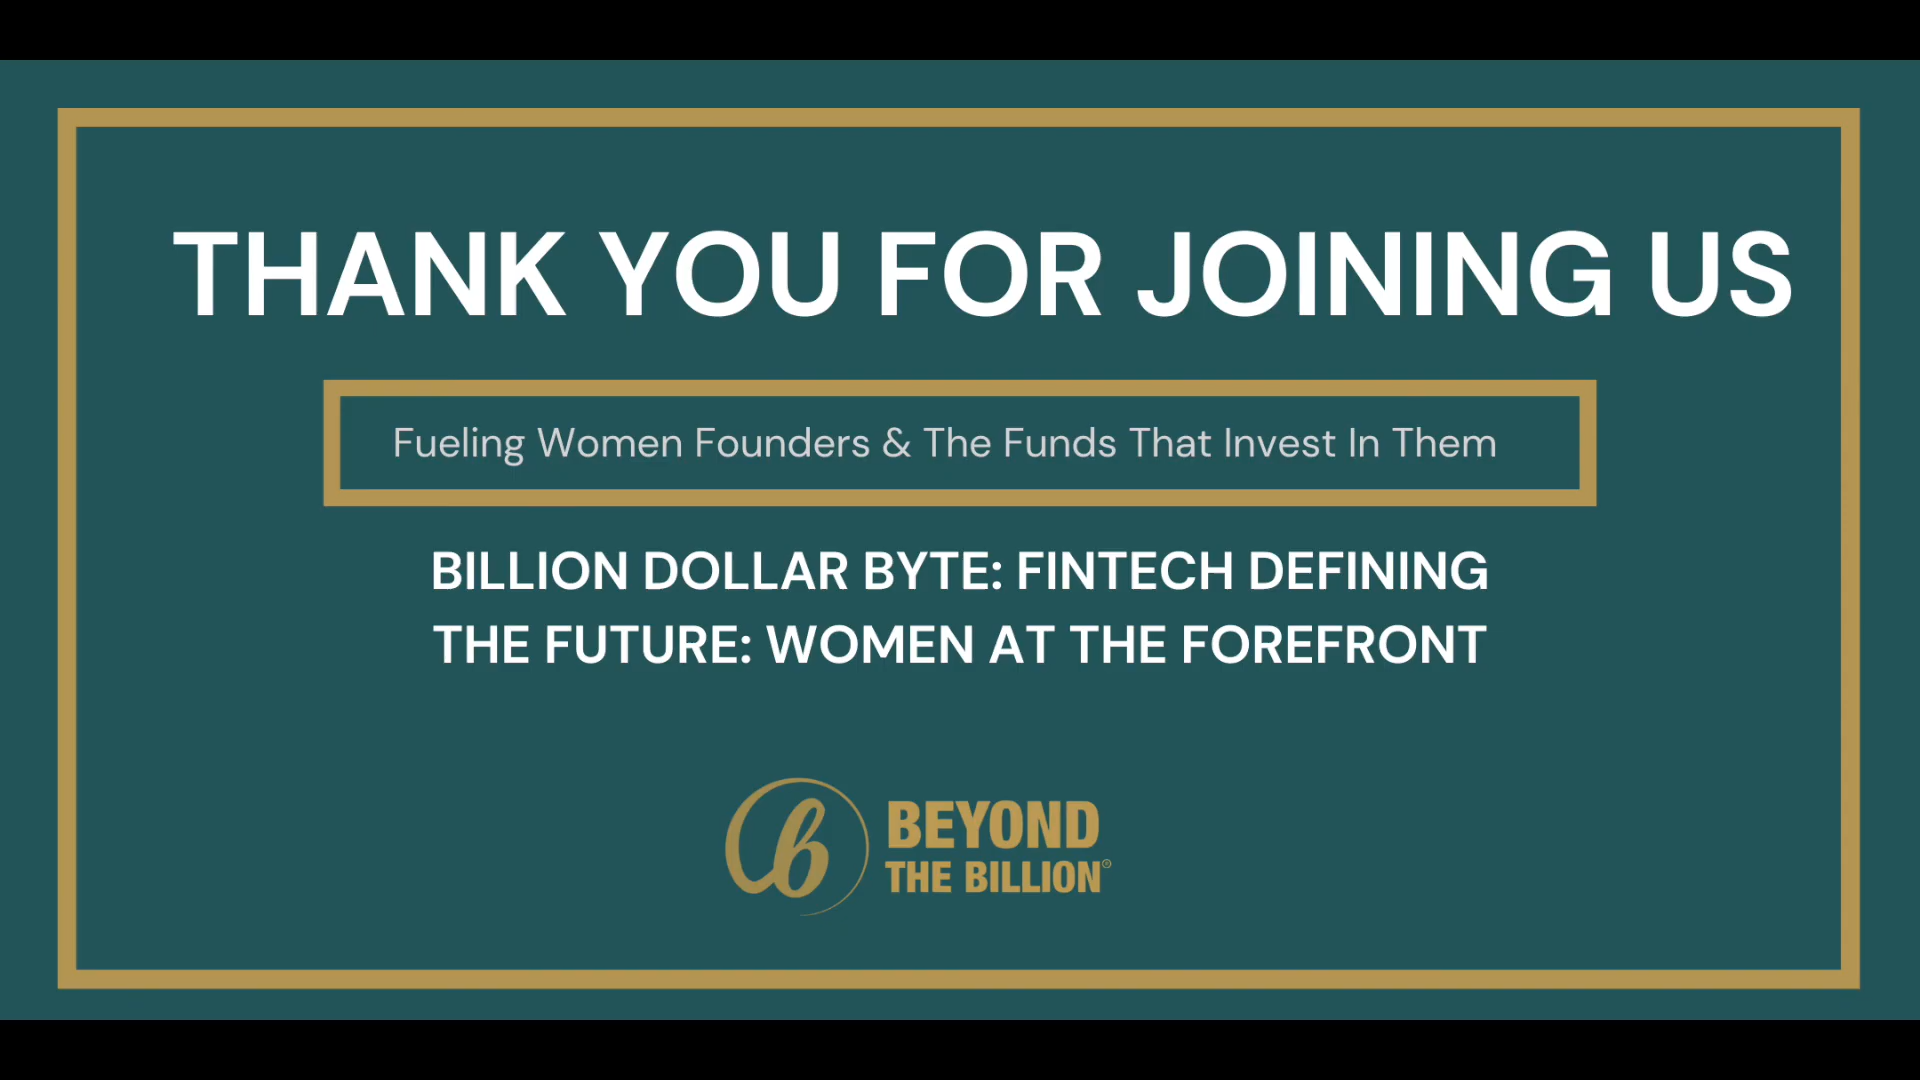 THANK YOU FOR JOINING US
Fueling Women Founders & The Funds That Invest In Them
BILLION DOLLAR BYTE: FINTECH DEFINING
THE FUTURE: WOMEN AT THE FOREFRONT
b BEYOND
THE BILLION®